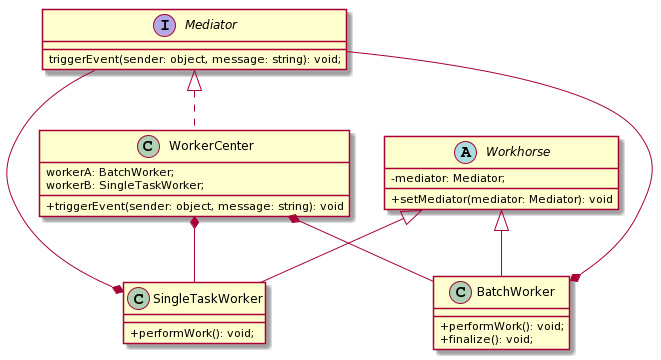 I Mediator
triggerEvent(sender: object, message: string): void;
C WorkerCenter
workerA: BatchWorker;
workerB: SingleTaskWorker;
+triggerEvent(sender: object, message: string): void
A Workhorse
-mediator: Mediator;
+setMediator(mediator: Mediator): void
C SingleTaskWorker
+performWork(): void;
C BatchWorker
+performWork(): void;
+finalize(): void;